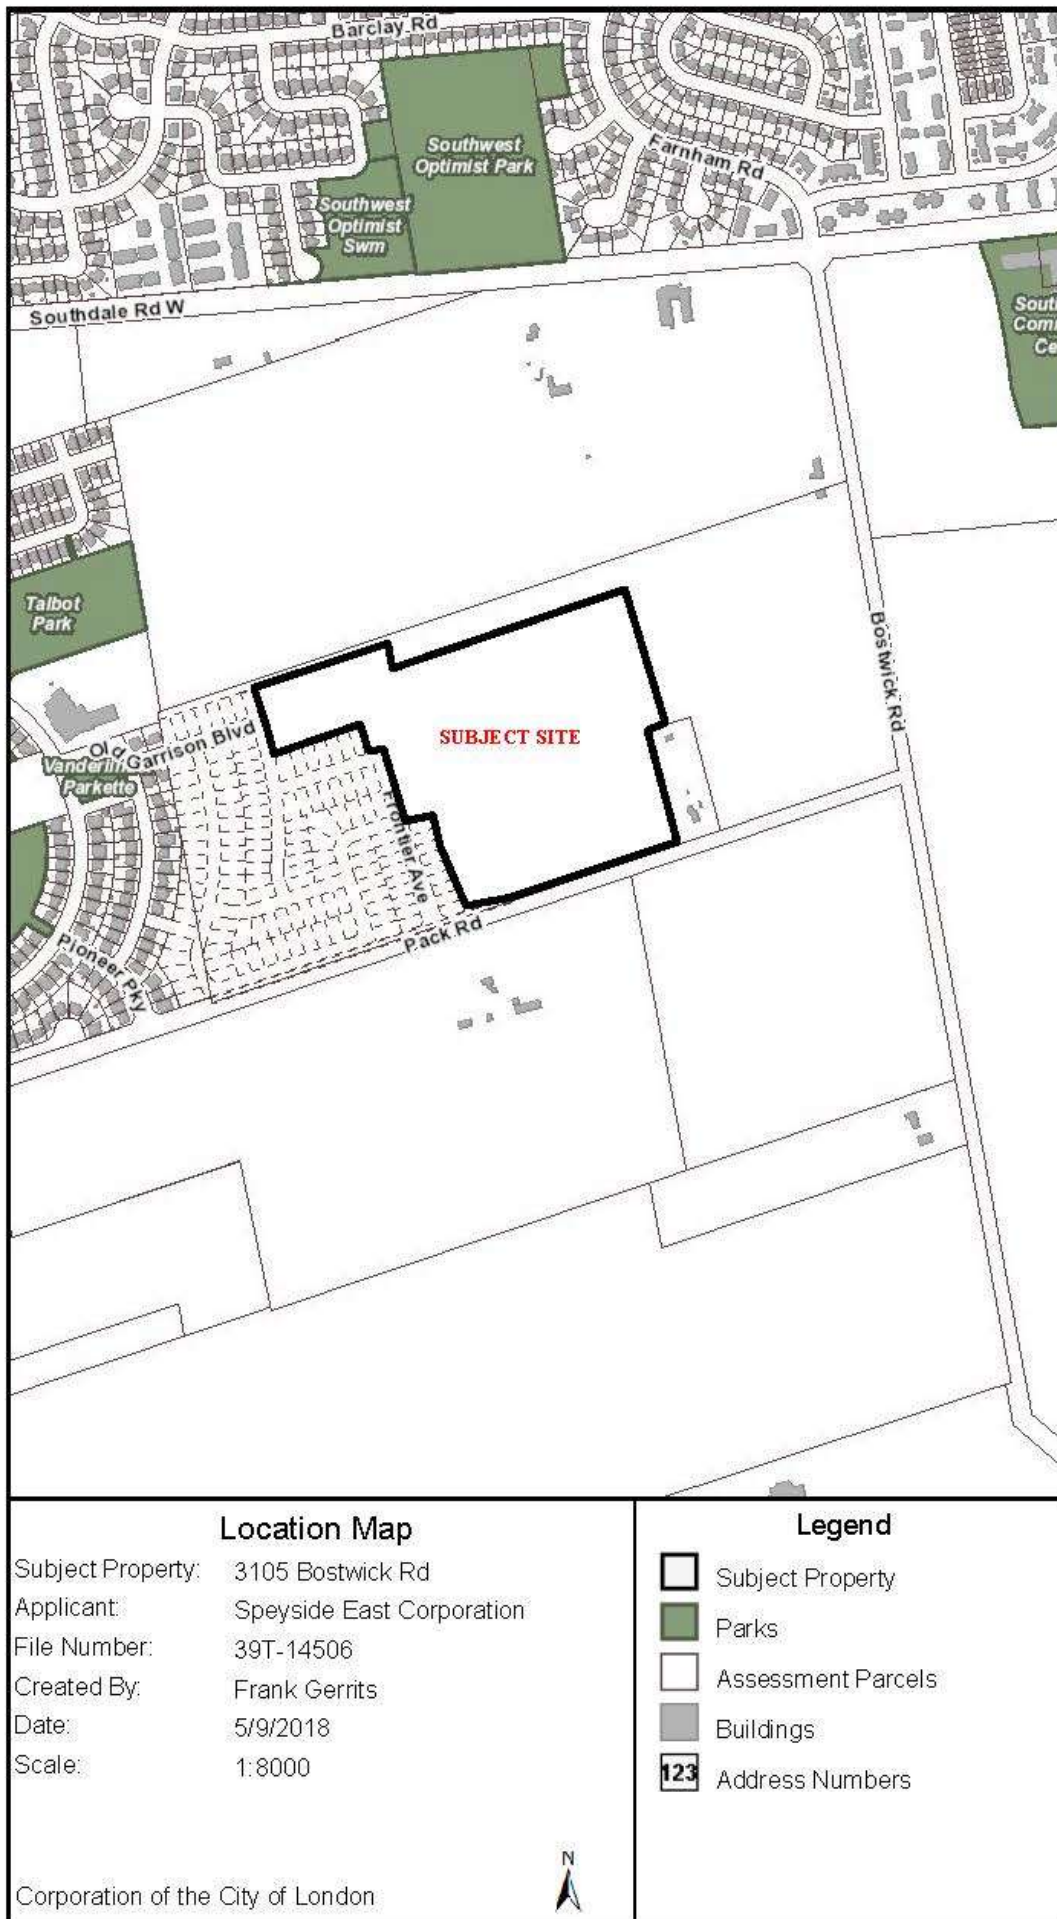 Barclay Rd
Southwest
Optimist Park
Farnham Rd
Southwest
Optimist
Swm
Southdale Rd W
Talbot
Park
Bostwick Rd
SUBJECT SITE
Old Garrison Blvd
Parkette
Frontier Ave
Pack Rd
Pioneer Pky
Location Map
Subject Property: 3105 Bostwick Rd
Applicant: Speyside East Corporation
File Number: 39T-14506
Created By: Frank Gerrits
Date: 5/9/2018
Scale: 1:8000
Corporation of the City of London
N
Legend
Subject Property
Parks
Assessment Parcels
Buildings
123 Address Numbers